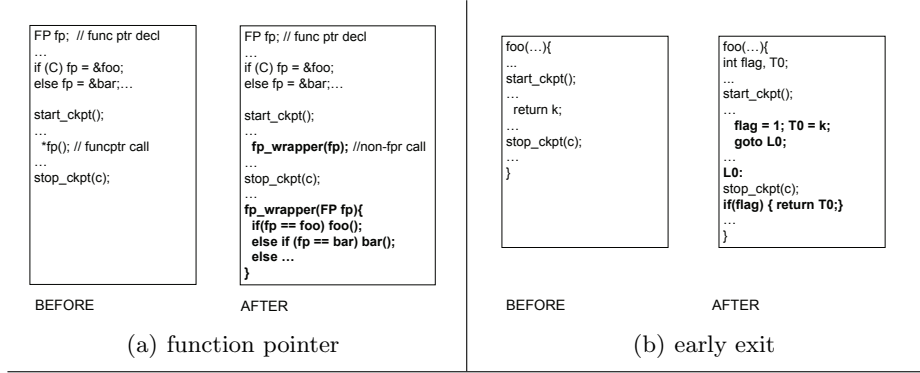 FP fp; // func ptr decl
…
if (C) fp = &foo;
else fp = &bar;…
start_ckpt();
…
*fp(); // funcptr call
…
stop_ckpt(c);
BEFORE
FP fp; // func ptr decl
…
if (C) fp = &foo;
else fp = &bar;…
start_ckpt();
…
fp_wrapper(fp); //non-fpr call
…
stop_ckpt(c);
…
fp_wrapper(FP fp){
if(fp == foo) foo();
else if (fp == bar) bar();
else …
}
AFTER
(a) function pointer
foo(…){
...
start_ckpt();
…
return k;
…
stop_ckpt(c);
…
}
BEFORE
foo(…){
int flag, T0;
...
start_ckpt();
…
flag = 1; T0 = k;
goto L0;
…
L0:
stop_ckpt(c);
if(flag) { return T0;}
…
}
AFTER
(b) early exit